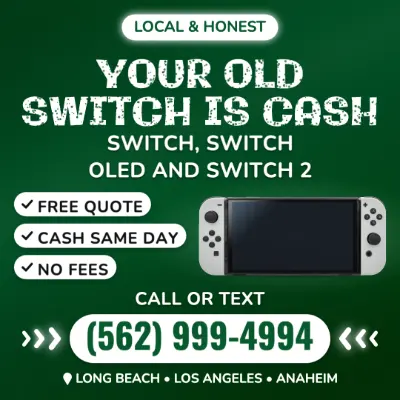 LOCAL & HONEST
YOUR OLD
SWITCH IS CASH
SWITCH, SWITCH
OLED AND SWITCH 2
FREE QUOTE
CASH SAME DAY
NO FEES
CALL OR TEXT
(562) 999-4994
LONG BEACH • LOS ANGELES • ANAHEIM